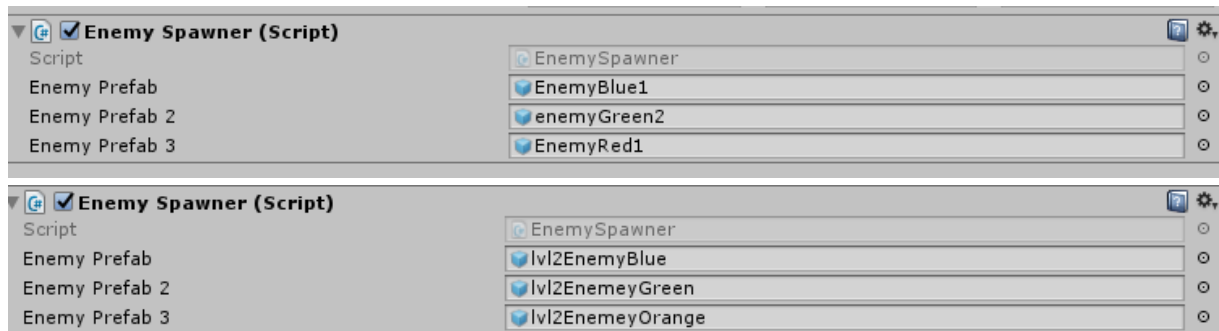 Enemy Spawner (Script)
Script EnemySpawner
Enemy Prefab EnemyBlue1
Enemy Prefab 2 enemyGreen2
Enemy Prefab 3 EnemyRed1
Enemy Spawner (Script)
Script EnemySpawner
Enemy Prefab lvl2EnemyBlue
Enemy Prefab 2 lvl2EnemeyGreen
Enemy Prefab 3 lvl2EnemeyOrange